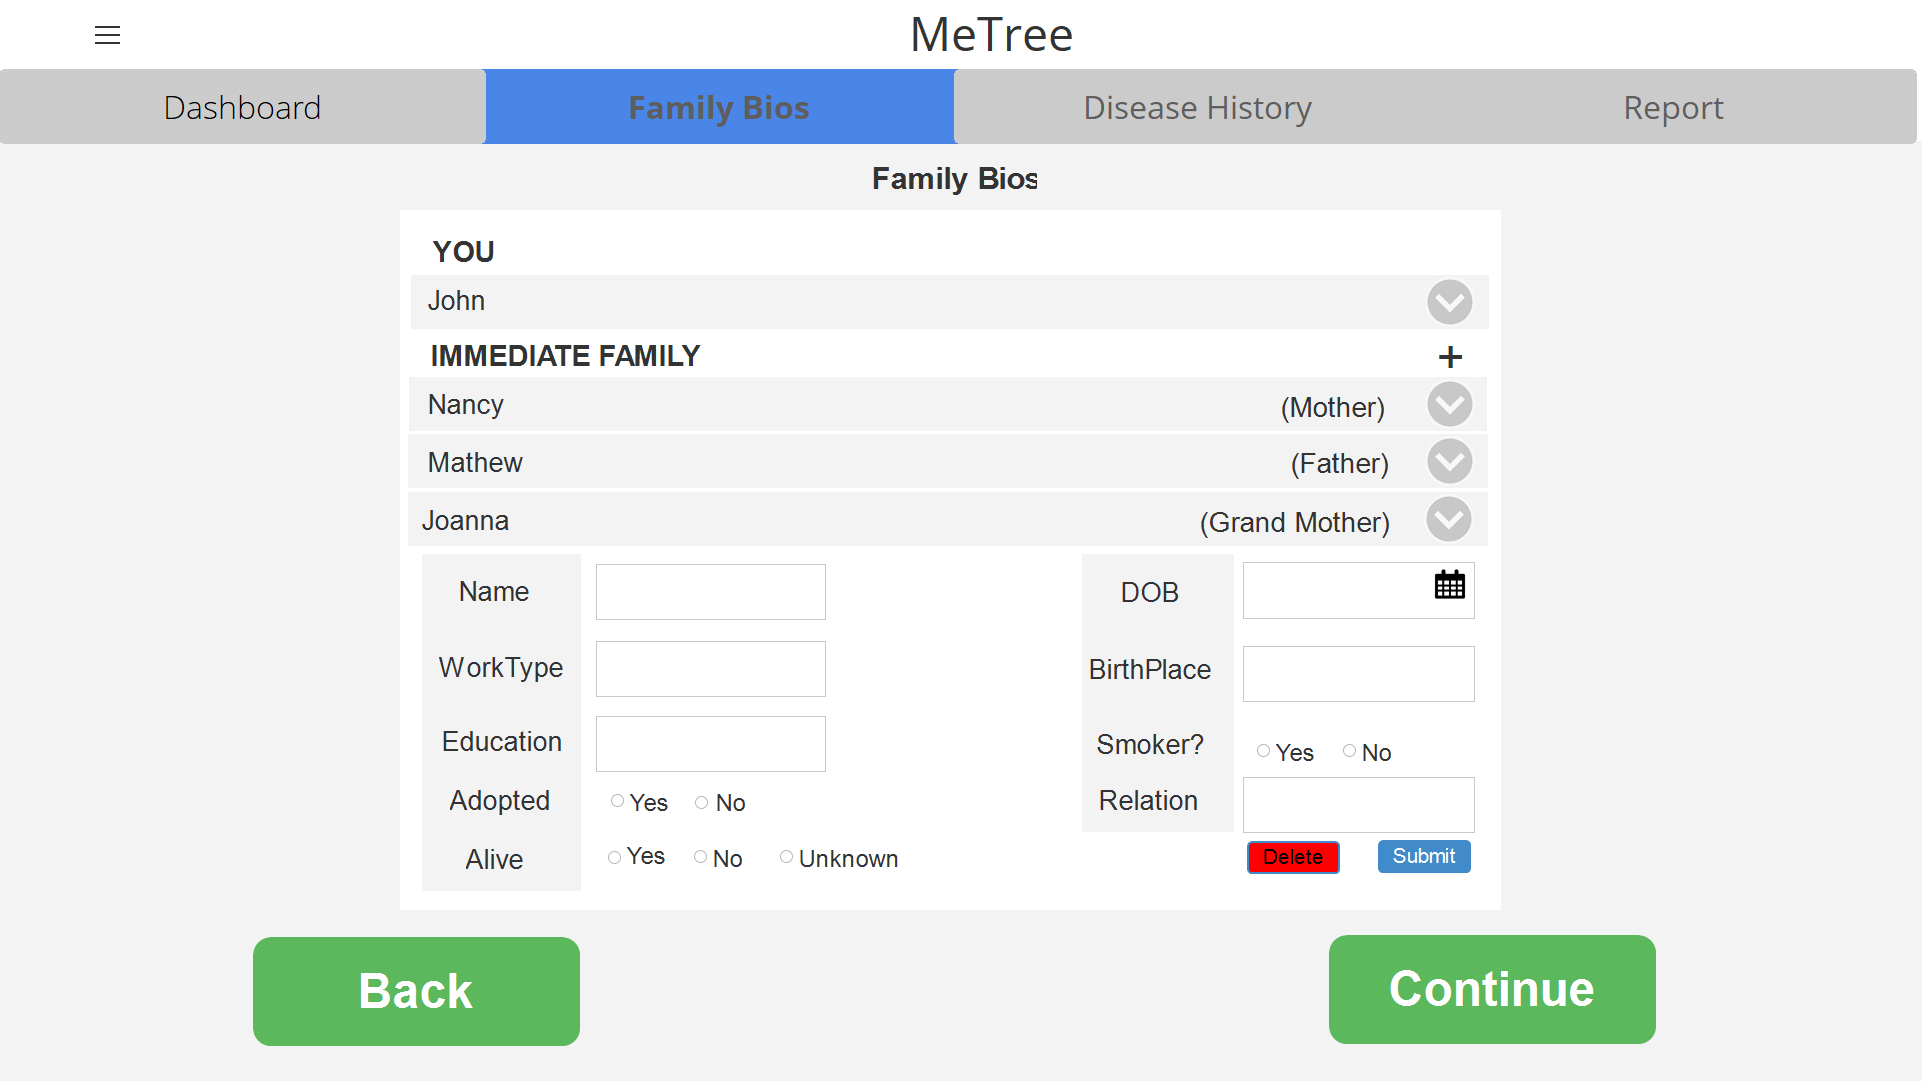 MeTree
Dashboard Family Bios Disease History Report
Family Bios
YOU
John
IMMEDIATE FAMILY +
Nancy (Mother)
Mathew (Father)
Joanna (Grand Mother)
Name DOB
WorkType BirthPlace
Education Smoker? Yes No
Adopted Yes No Relation
Alive Yes No Unknown Delete Submit
Back Continue